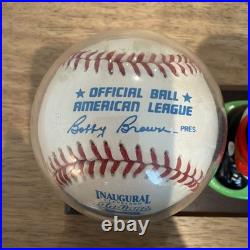 ★ OFFICIAL BALL ★
AMERICAN LEAGUE
Bobby Brown PRES.
INAUGURAL